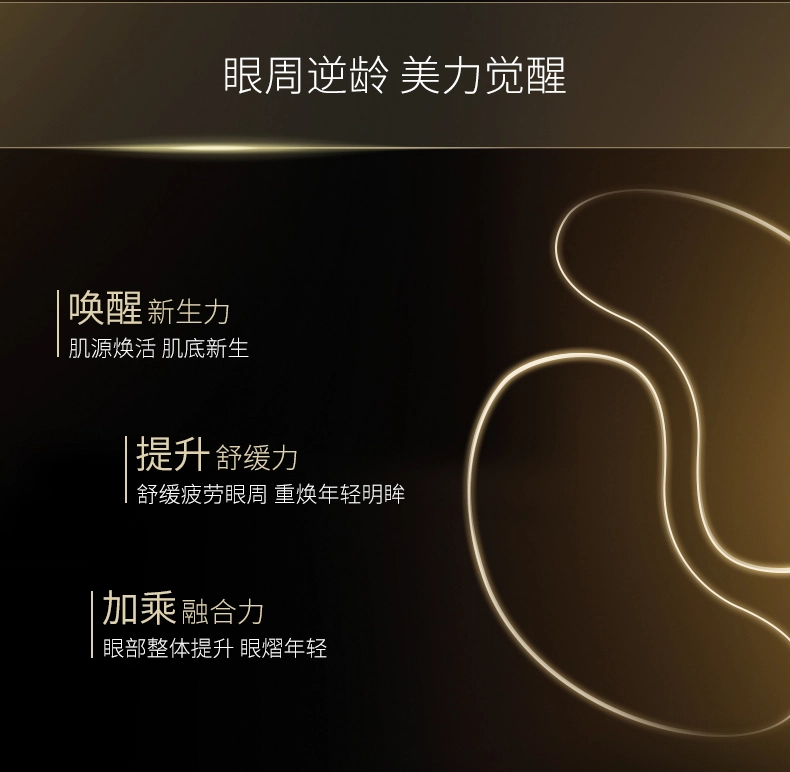 眼周逆龄 美力觉醒
唤醒 新生力
肌源焕活 肌底新生
提升 舒缓力
舒缓疲劳眼周 重焕年轻明眸
加乘 融合力
眼部整体提升 眼熠年轻